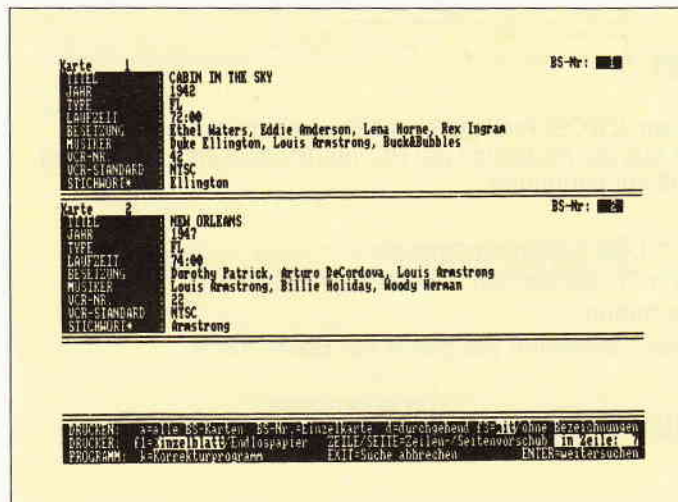 Karte 1 BS-Nr: 1
TITEL CABIN IN THE SKY
JAHR 1942
TYPE FL
LAUFZEIT 72:00
BESETZUNG Ethel Waters, Eddie Anderson, Lena Horne, Rex Ingram
MUSIKER Duke Ellington, Louis Armstrong, Buck&Bubbles
VCR-NR. 42
VCR-STANDARD NTSC
STICHWORT* Ellington
Karte 2 BS-Nr: 2
TITEL NEW ORLEANS
JAHR 1947
TYPE FL
LAUFZEIT 74:00
BESETZUNG Dorothy Patrick, Arturo DeCordova, Louis Armstrong
MUSIKER Louis Armstrong, Billie Holiday, Woody Herman
VCR-NR. 22
VCR-STANDARD NTSC
STICHWORT* Armstrong
DRUCKEN: a=alle BS-Karten BS-Nr.=Einzelkarte d=durchgehend f3=mit/ohne Bezeichnungen
DRUCKER: f1=Einzelblatt/Endlospapier ZEILE/SEITE=Zeilen-/Seitenvorschub in Zeile: 7
PROGRAMM: k=Korrekturprogramm EXIT=Suche abbrechen ENTER=weitersuchen